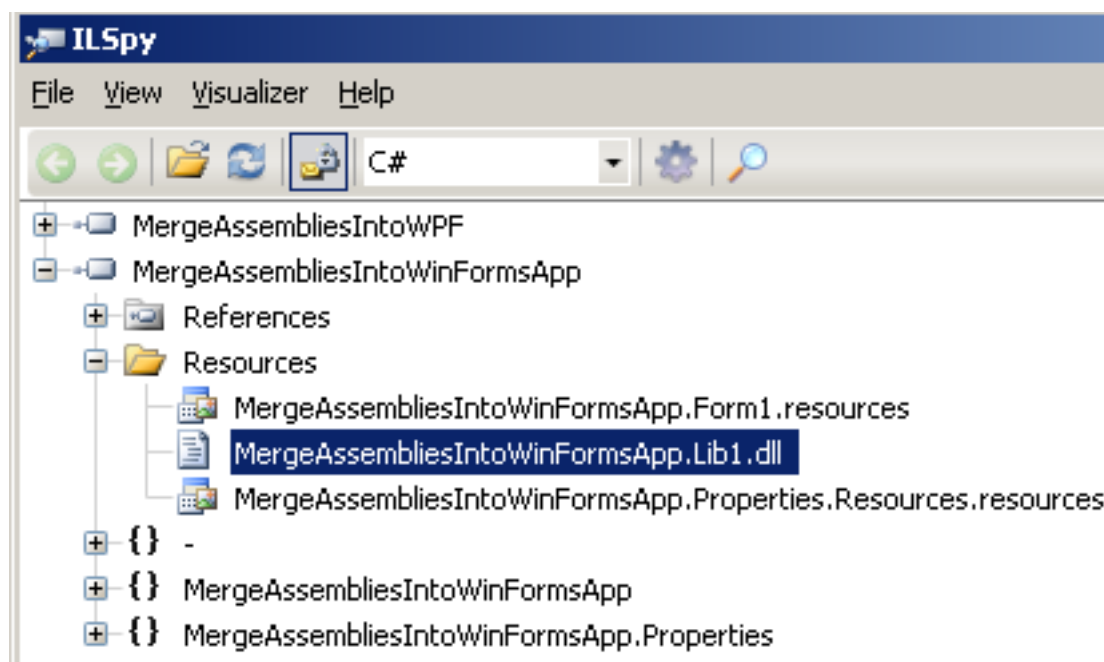 ILSpy
File View Visualizer Help
C#
MergeAssembliesIntoWPF
MergeAssembliesIntoWinFormsApp
References
Resources
MergeAssembliesIntoWinFormsApp.Form1.resources
MergeAssembliesIntoWinFormsApp.Lib1.dll
MergeAssembliesIntoWinFormsApp.Properties.Resources.resources
{} -
{} MergeAssembliesIntoWinFormsApp
{} MergeAssembliesIntoWinFormsApp.Properties